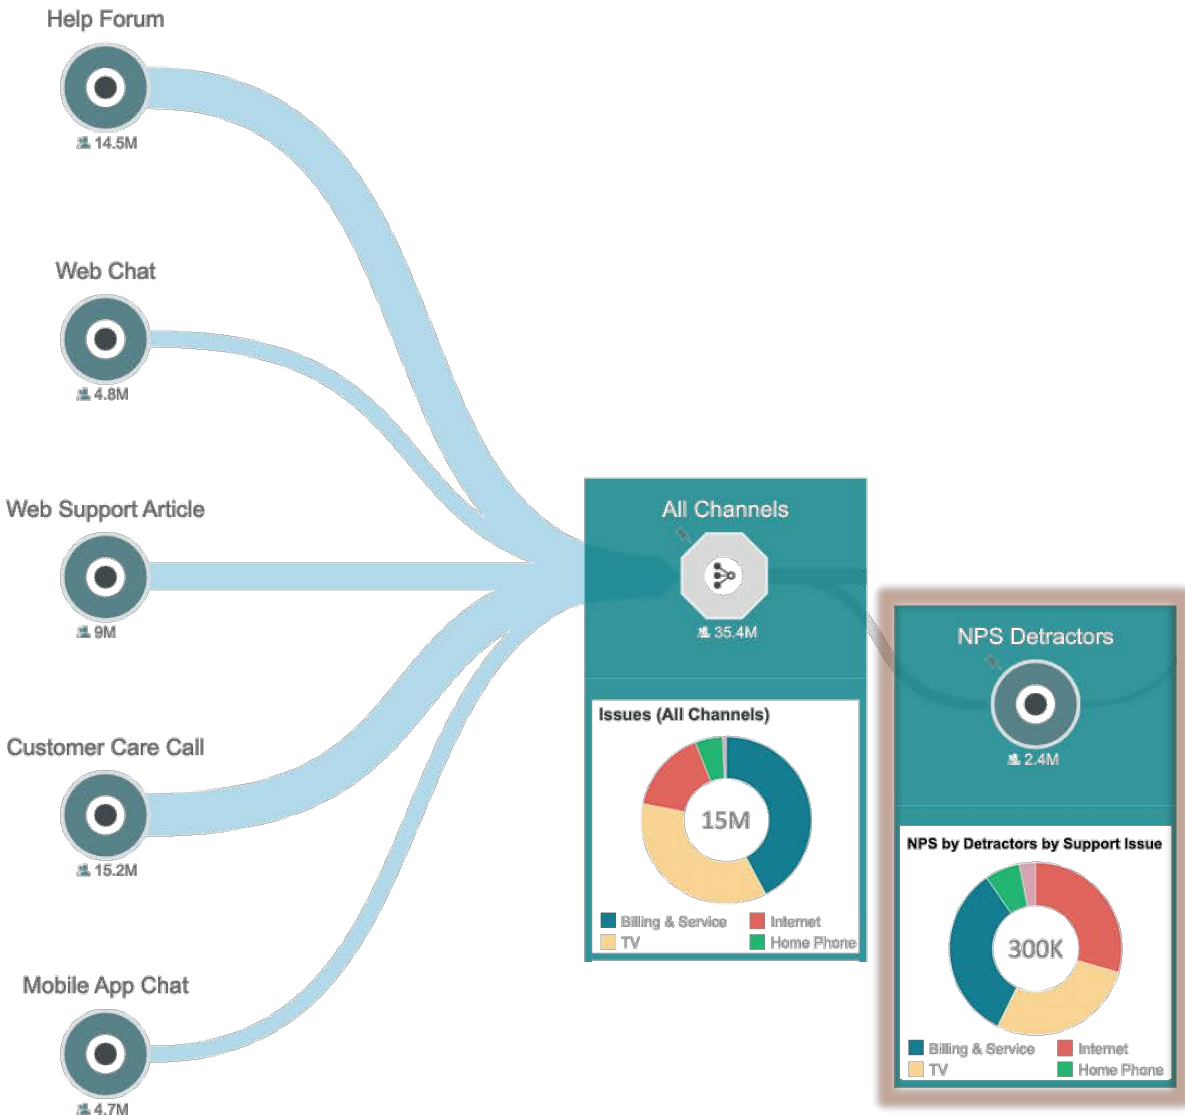 Help Forum
14.5M
Web Chat
4.8M
Web Support Article
9M
Customer Care Call
15.2M
Mobile App Chat
4.7M
All Channels
35.4M
Issues (All Channels)
15M
Billing & Service
Internet
TV
Home Phone
NPS Detractors
2.4M
NPS by Detractors by Support Issue
300K
Billing & Service
Internet
TV
Home Phone